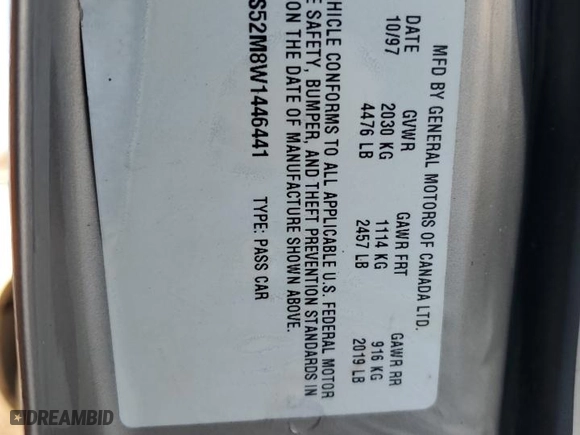 MFD BY GENERAL MOTORS OF CANADA LTD.
DATE GVWR GAWR FRT GAWR RR
10/97 2030 KG 1114 KG 916 KG
4476 LB 2457 LB 2019 LB
HICLE CONFORMS TO ALL APPLICABLE U.S. FEDERAL MOTOR
E SAFETY, BUMPER, AND THEFT PREVENTION STANDARDS IN
ON THE DATE OF MANUFACTURE SHOWN ABOVE.
S52M8W1446441 TYPE: PASS CAR
DREAMBID